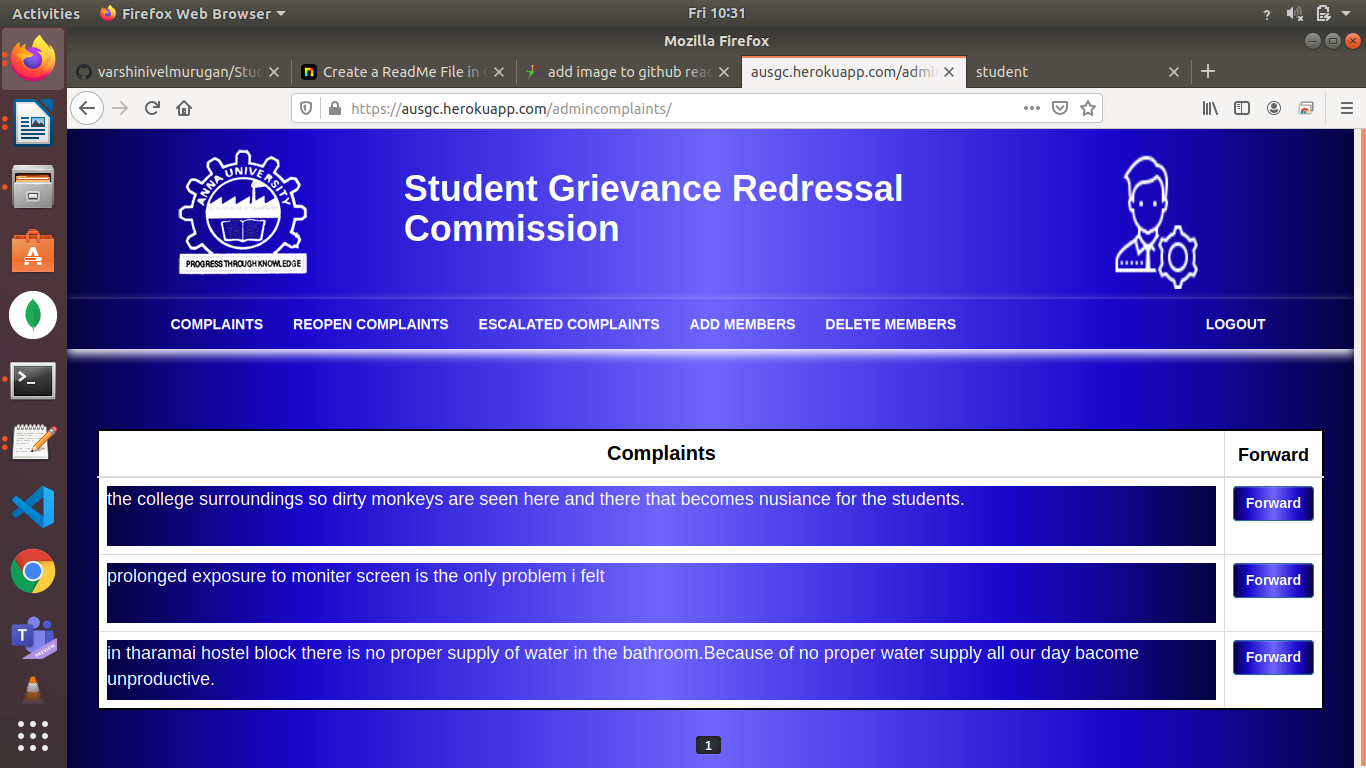 Activities
Firefox Web Browser
Fri 10:31
Mozilla Firefox
varshinivelmurugan/Stud
Create a ReadMe File in
add image to github read
ausgc.herokuapp.com/admin
student
https://ausgc.herokuapp.com/admincomplaints/
ANNA UNIVERSITY
PROGRESS THROUGH KNOWLEDGE
Student Grievance Redressal
Commission
COMPLAINTS
REOPEN COMPLAINTS
ESCALATED COMPLAINTS
ADD MEMBERS
DELETE MEMBERS
LOGOUT
Complaints
Forward
the college surroundings so dirty monkeys are seen here and there that becomes nusiance for the students.
Forward
prolonged exposure to moniter screen is the only problem i felt
Forward
in tharamai hostel block there is no proper supply of water in the bathroom.Because of no proper water supply all our day bacome
unproductive.
Forward
1
T
PREVIEW